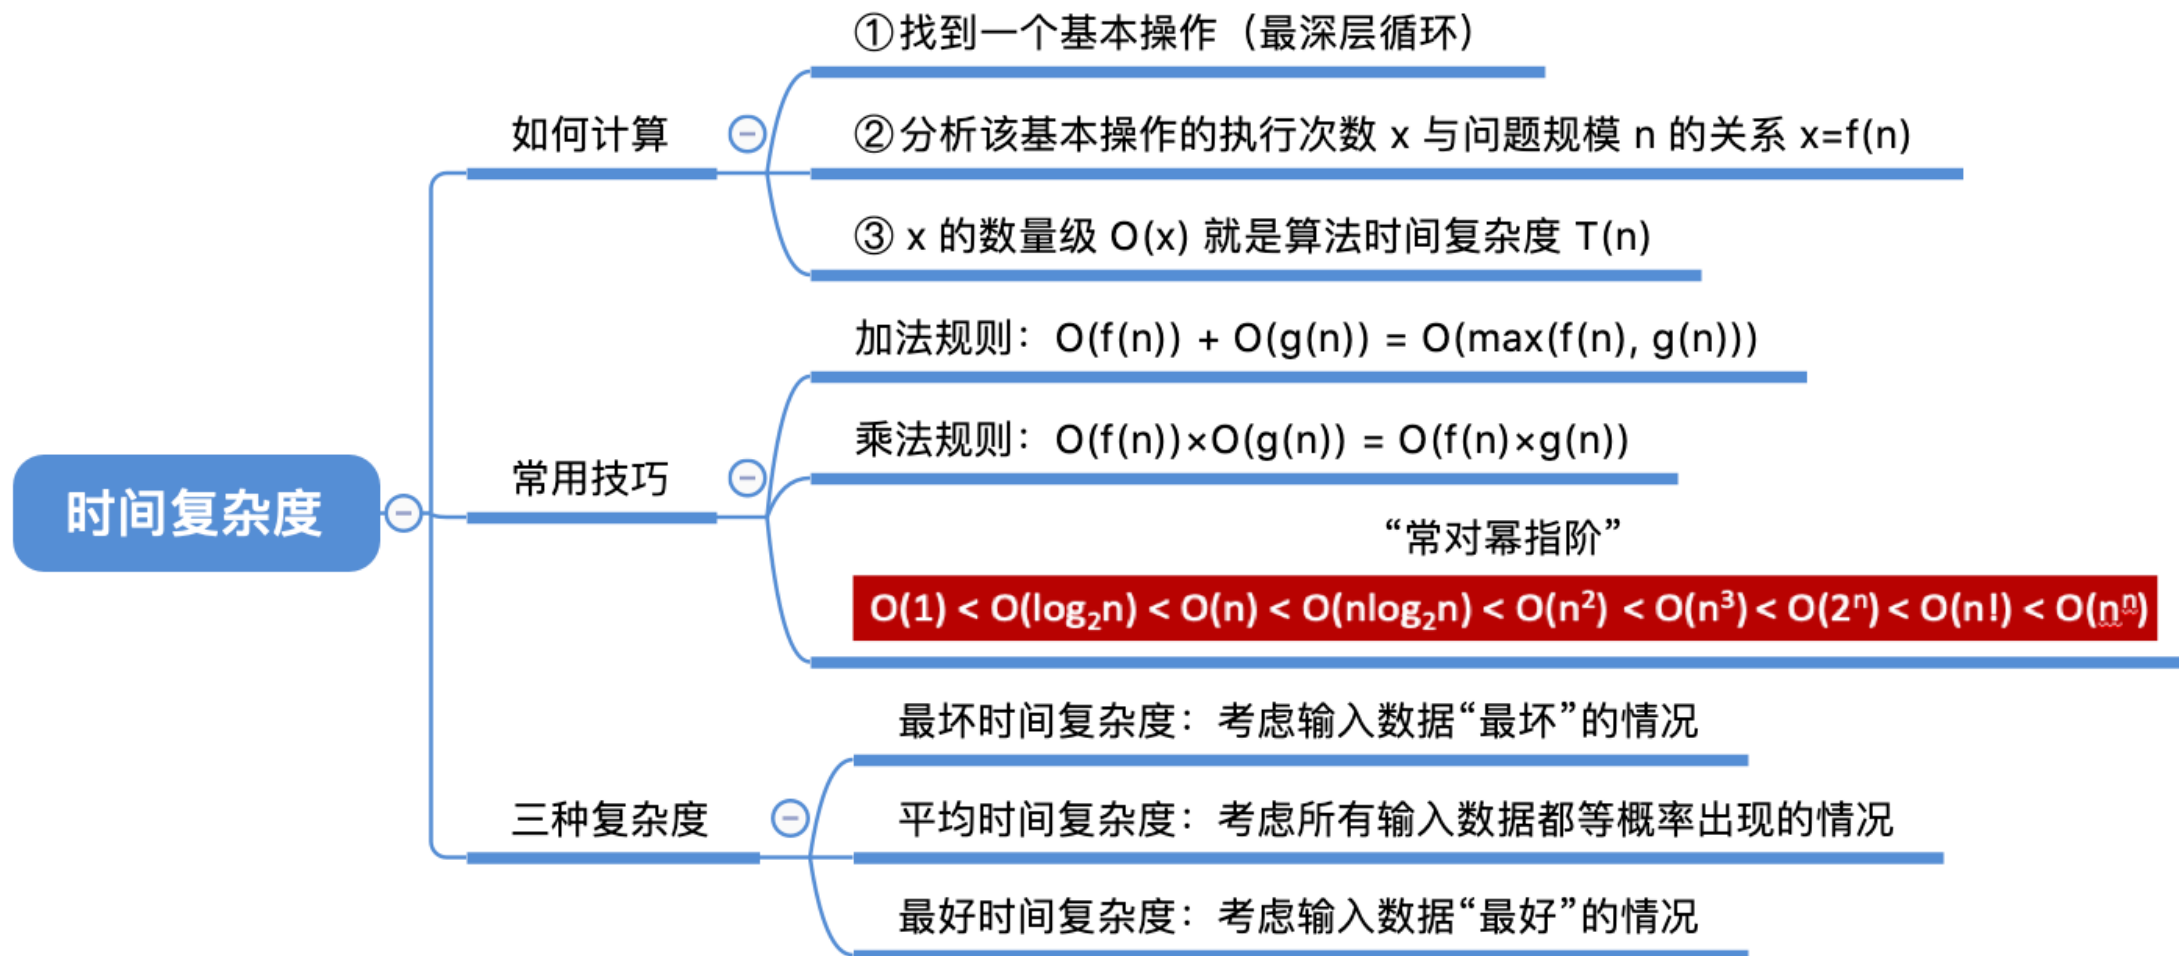 时间复杂度
如何计算
①找到一个基本操作（最深层循环）
②分析该基本操作的执行次数 x 与问题规模 n 的关系 x=f(n)
③ x 的数量级 O(x) 就是算法时间复杂度 T(n)
常用技巧
加法规则：O(f(n)) + O(g(n)) = O(max(f(n), g(n)))
乘法规则：O(f(n))×O(g(n)) = O(f(n)×g(n))
“常对幂指阶”
O(1) < O(log₂n) < O(n) < O(nlog₂n) < O(n²) < O(n³) < O(2ⁿ) < O(n!) < O(nⁿ)
三种复杂度
最坏时间复杂度：考虑输入数据“最坏”的情况
平均时间复杂度：考虑所有输入数据都等概率出现的情况
最好时间复杂度：考虑输入数据“最好”的情况